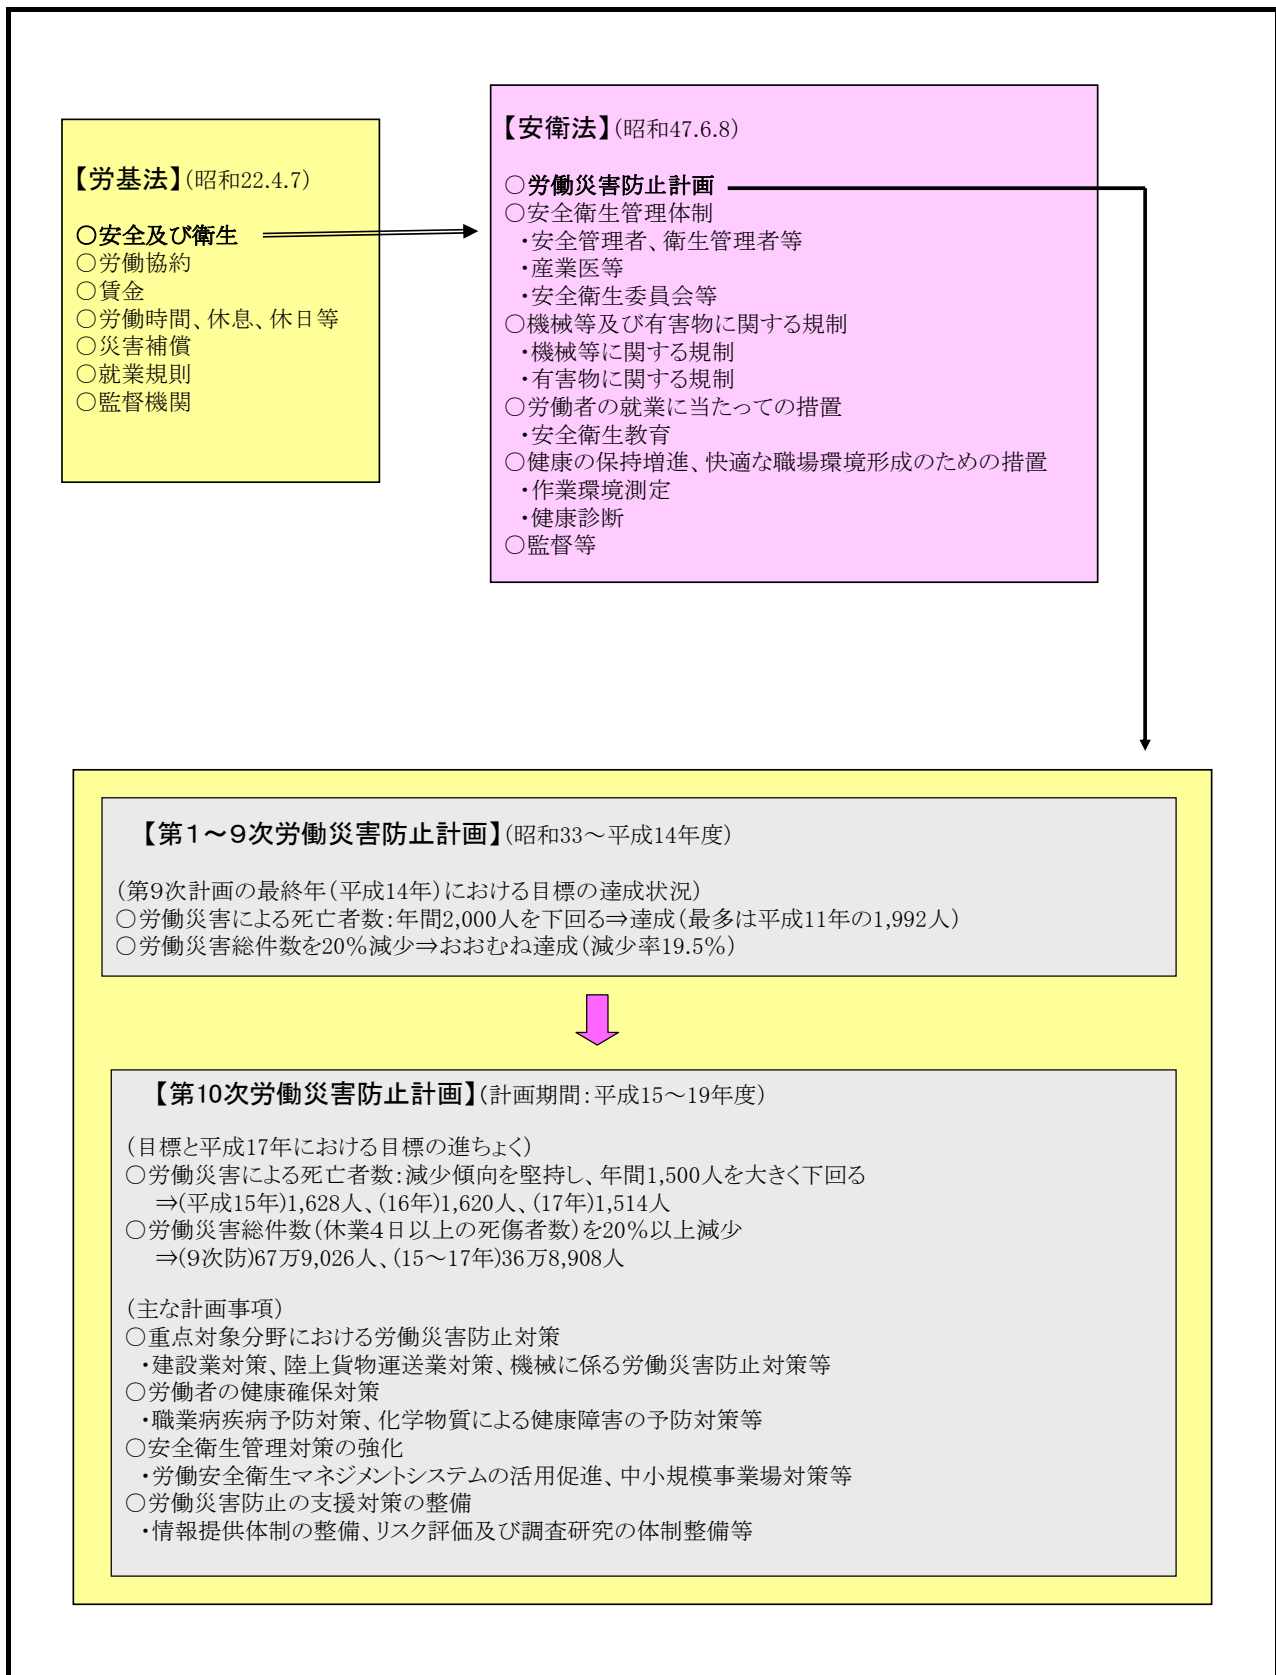 【労基法】(昭和22.4.7)
○安全及び衛生
○労働協約
○賃金
○労働時間、休息、休日等
○災害補償
○就業規則
○監督機関
【安衛法】(昭和47.6.8)
○労働災害防止計画
○安全衛生管理体制
・安全管理者、衛生管理者等
・産業医等
・安全衛生委員会等
○機械等及び有害物に関する規制
・機械等に関する規制
・有害物に関する規制
○労働者の就業に当たっての措置
・安全衛生教育
○健康の保持増進、快適な職場環境形成のための措置
・作業環境測定
・健康診断
○監督等
【第1～9次労働災害防止計画】(昭和33～平成14年度)
(第9次計画の最終年(平成14年)における目標の達成状況)
○労働災害による死亡者数:年間2,000人を下回る⇒達成(最多は平成11年の1,992人)
○労働災害総件数を20%減少⇒おおむね達成(減少率19.5%)
【第10次労働災害防止計画】(計画期間:平成15～19年度)
(目標と平成17年における目標の進ちょく)
○労働災害による死亡者数:減少傾向を堅持し、年間1,500人を大きく下回る
⇒(平成15年)1,628人、(16年)1,620人、(17年)1,514人
○労働災害総件数(休業4日以上の死傷者数)を20%以上減少
⇒(9次防)67万9,026人、(15～17年)36万8,908人
(主な計画事項)
○重点対象分野における労働災害防止対策
・建設業対策、陸上貨物運送業対策、機械に係る労働災害防止対策等
○労働者の健康確保対策
・職業病疾病予防対策、化学物質による健康障害の予防対策等
○安全衛生管理対策の強化
・労働安全衛生マネジメントシステムの活用促進、中小規模事業場対策等
○労働災害防止の支援対策の整備
・情報提供体制の整備、リスク評価及び調査研究の体制整備等